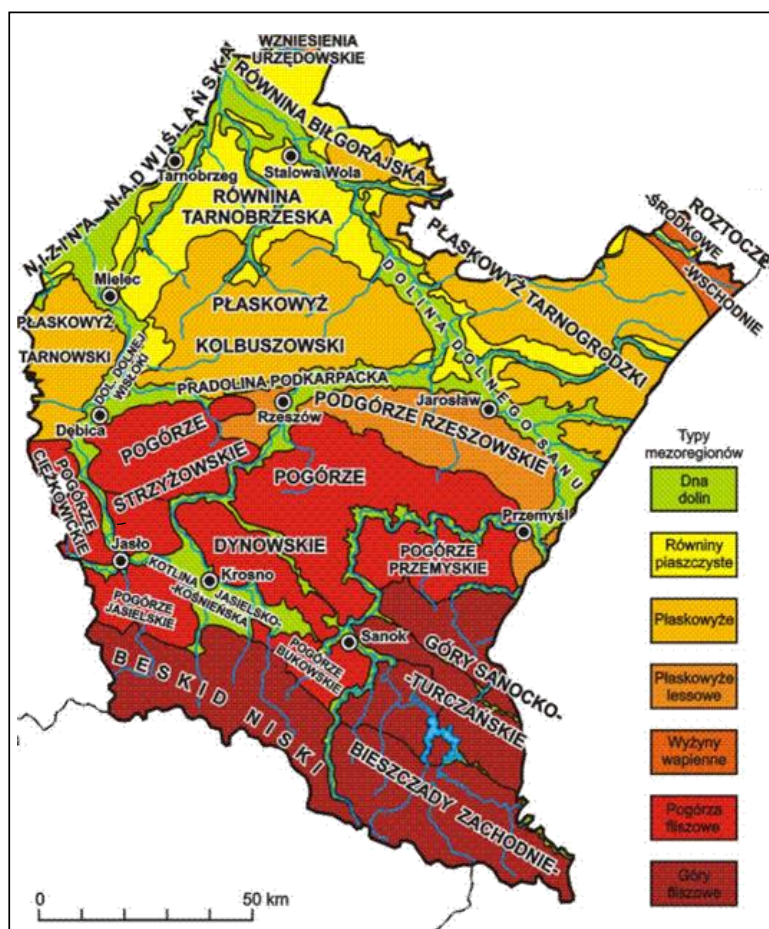 WZNIESIENIA
URZĘDOWSKIE
NIZINA NADWIŚLAŃSKA
RÓWNINA BIŁGORAJSKA
Tarnobrzeg
Stalowa Wola
RÓWNINA
TARNOBRZESKA
ROZTOCZE-
-ŚRODKOWE
-WSCHODNIE
PŁASKOWYŻ TARNOGRODZKI
DOLINA DOLNEGO SANU
Mielec
PŁASKOWYŻ
TARNOWSKI
PŁASKOWYŻ
KOLBUSZOWSKI
DOL. DOLNEJ
WISŁOKI
PRADOLINA PODKARPACKA
Dębica
Rzeszów
Jarosław
PODGÓRZE RZESZOWSKIE
POGÓRZE
STRZYŻOWSKIE
POGÓRZE
CIĘŻKOWICKIE
POGÓRZE
DYNOWSKIE
Przemyśl
POGÓRZE
PRZEMYSKIE
Jasło
Krosno
KOTLINA JASIELSKO-
-KOŚNIEŃSKA
POGÓRZE
JASIELSKIE
POGÓRZE
BUKOWSKIE
Sanok
GÓRY SANOCKO-
-TURCZAŃSKIE
BESKID NISKI
BIESZCZADY ZACHODNIE-
Typy
mezoregionów
Dna
dolin
Równiny
piaszczyste
Płaskowyże
Płaskowyże
lessowe
Wyżyny
wapienne
Pogórza
fliszowe
Góry
fliszowe
0 50 km